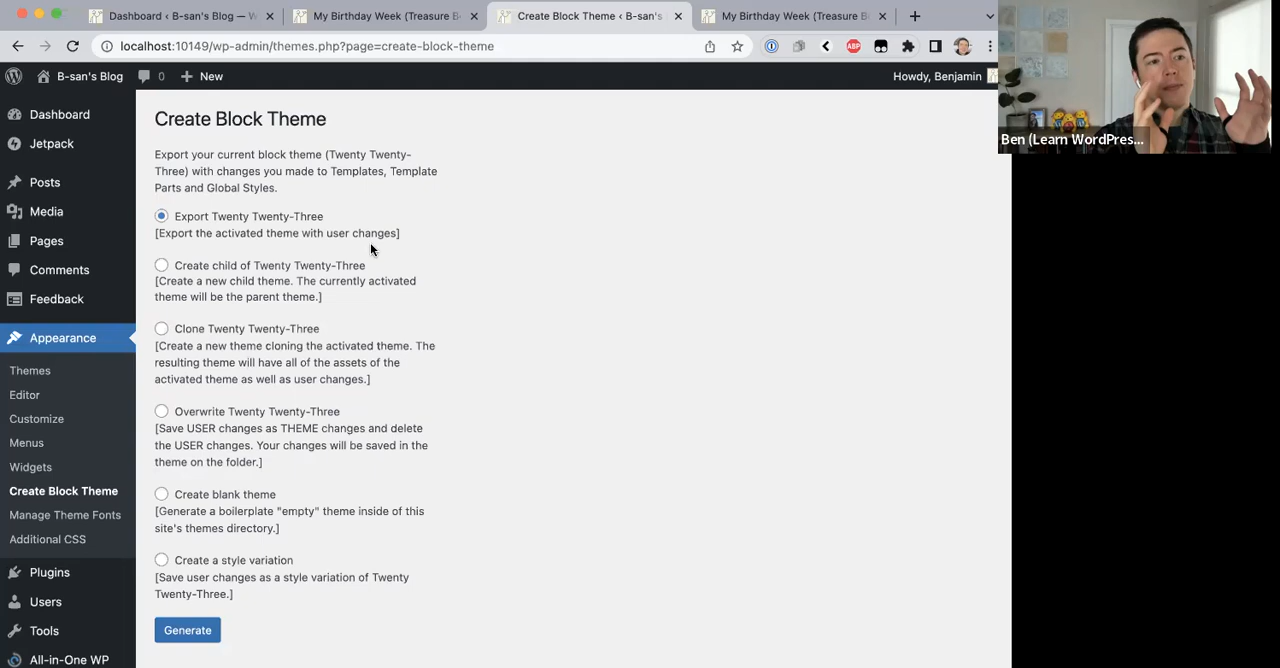 Dashboard ‹ B-san's Blog — W
My Birthday Week (Treasure B
Create Block Theme ‹ B-san's
My Birthday Week (Treasure B
localhost:10149/wp-admin/themes.php?page=create-block-theme
ABP
B-san's Blog
0
New
Howdy, Benjamin
Ben (Learn WordPres...
Dashboard
Jetpack
Posts
Media
Pages
Comments
Feedback
Appearance
Themes
Editor
Customize
Menus
Widgets
Create Block Theme
Manage Theme Fonts
Additional CSS
Plugins
Users
Tools
All-in-One WP
Create Block Theme
Export your current block theme (Twenty Twenty-
Three) with changes you made to Templates, Template
Parts and Global Styles.
Export Twenty Twenty-Three
[Export the activated theme with user changes]
Create child of Twenty Twenty-Three
[Create a new child theme. The currently activated
theme will be the parent theme.]
Clone Twenty Twenty-Three
[Create a new theme cloning the activated theme. The
resulting theme will have all of the assets of the
activated theme as well as user changes.]
Overwrite Twenty Twenty-Three
[Save USER changes as THEME changes and delete
the USER changes. Your changes will be saved in the
theme on the folder.]
Create blank theme
[Generate a boilerplate "empty" theme inside of this
site's themes directory.]
Create a style variation
[Save user changes as a style variation of Twenty
Twenty-Three.]
Generate